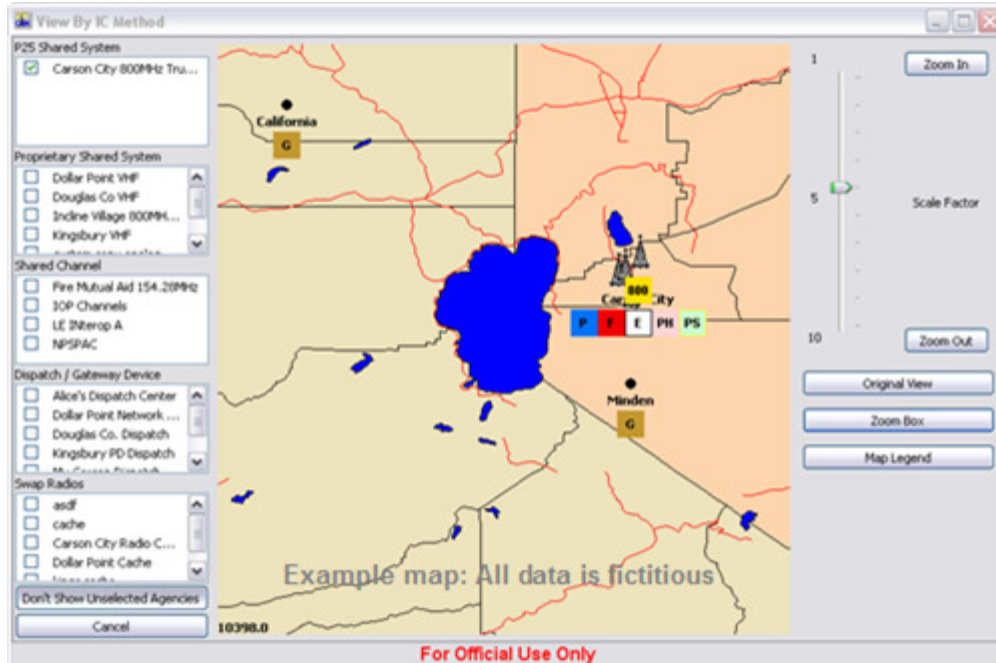 View By IC Method
P25 Shared System
Carson City 800MHz Tru...
Proprietary Shared System
Dollar Point VHF
Douglas Co VHF
Incline Village 800MH...
Kingsbury VHF
Shared Channel
Fire Mutual Aid 154.28MHz
IOP Channels
LE INterop A
NPSPAC
Dispatch / Gateway Device
Alice's Dispatch Center
Dollar Point Network ...
Douglas Co. Dispatch
Kingsbury PD Dispatch
Swap Radios
asdf
cache
Carson City Radio C...
Dollar Point Cache
Don't Show Unselected Agencies
Cancel
California
G
800
City
P F E PH PS
Minden
G
Example map: All data is fictitious
10398.0
1
Zoom In
5
Scale Factor
10
Zoom Out
Original View
Zoom Box
Map Legend
For Official Use Only